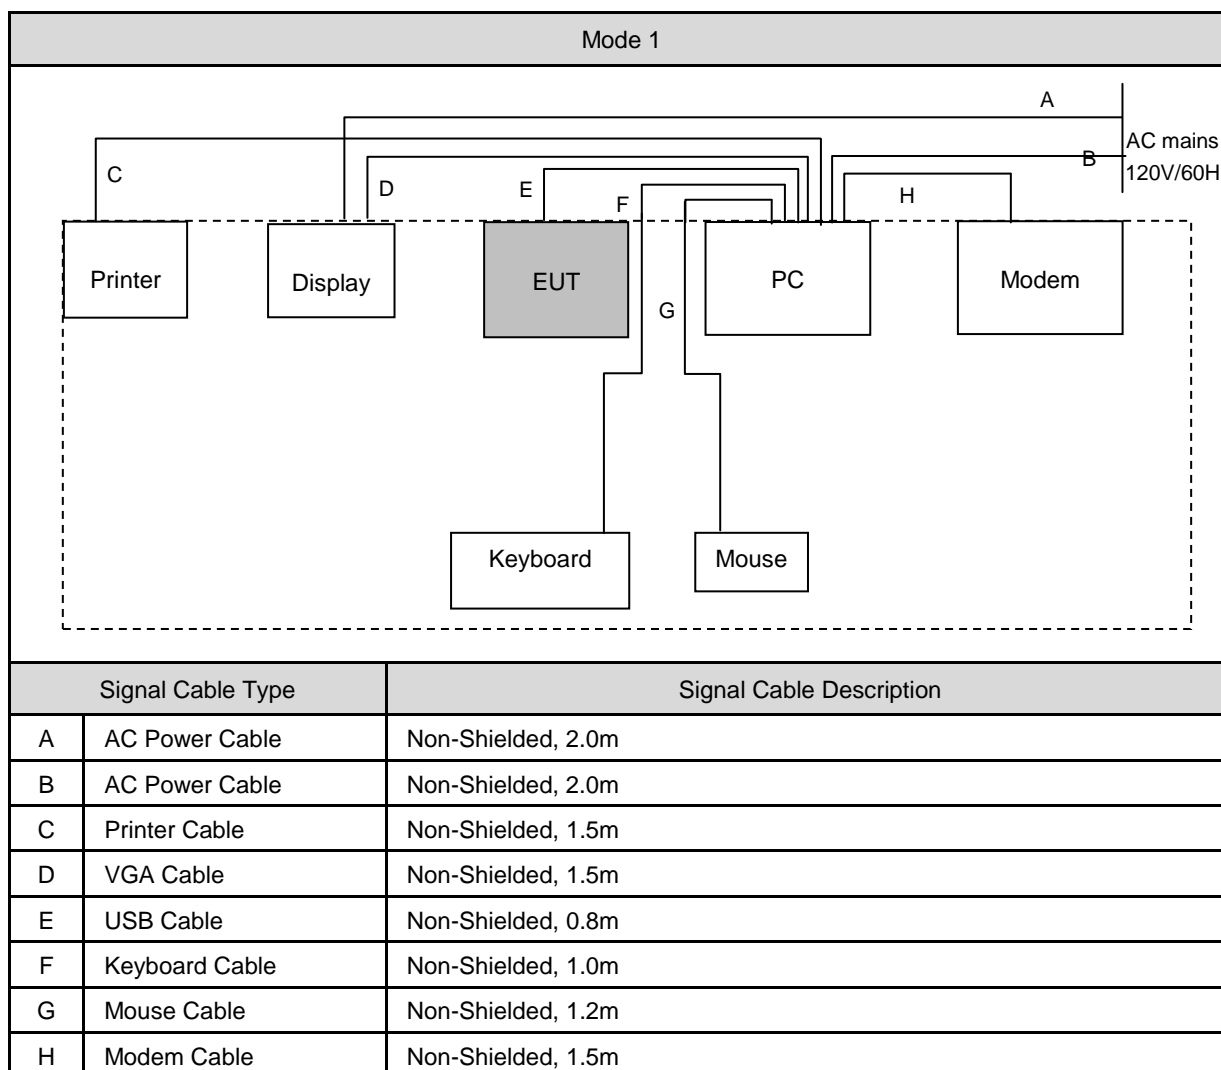 Mode 1
A
AC mains
B
120V/60H
C
D
E
F
H
Printer
Display
EUT
PC
Modem
G
Keyboard
Mouse
Signal Cable Type Signal Cable Description
A AC Power Cable Non-Shielded, 2.0m
B AC Power Cable Non-Shielded, 2.0m
C Printer Cable Non-Shielded, 1.5m
D VGA Cable Non-Shielded, 1.5m
E USB Cable Non-Shielded, 0.8m
F Keyboard Cable Non-Shielded, 1.0m
G Mouse Cable Non-Shielded, 1.2m
H Modem Cable Non-Shielded, 1.5m